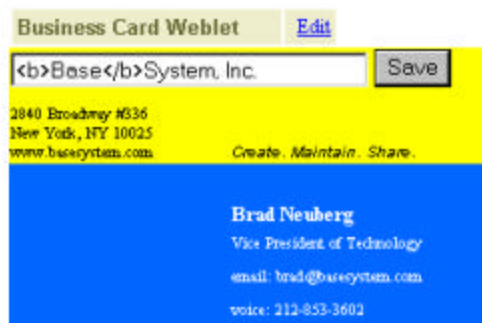 Business Card Weblet Edit
<b>Base</b>System, Inc. Save
2840 Broadway #336
New York, NY 10025
www.basesystem.com Create. Maintain. Share.
Brad Neuberg
Vice President of Technology
email: brad@basesystem.com
voice: 212-853-3602